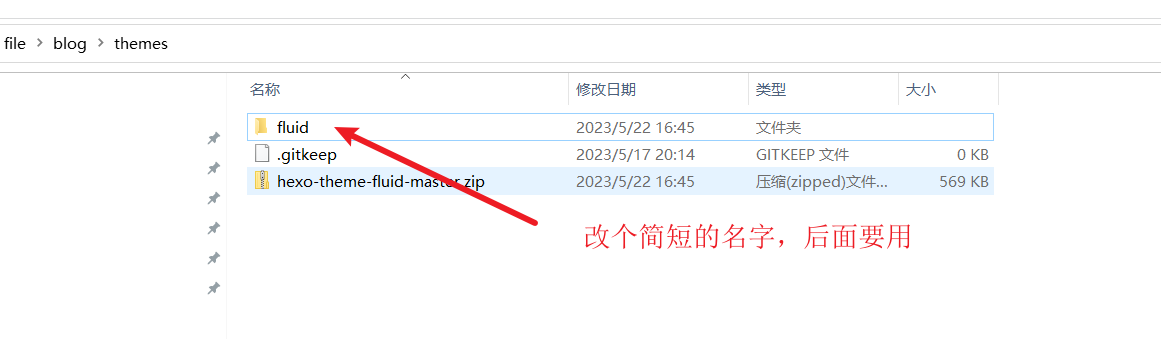 file > blog > themes
名称 修改日期 类型 大小
fluid 2023/5/22 16:45 文件夹
.gitkeep 2023/5/17 20:14 GITKEEP 文件 0 KB
hexo-theme-fluid-master.zip 2023/5/22 16:45 压缩(zipped)文件... 569 KB
改个简短的名字，后面要用